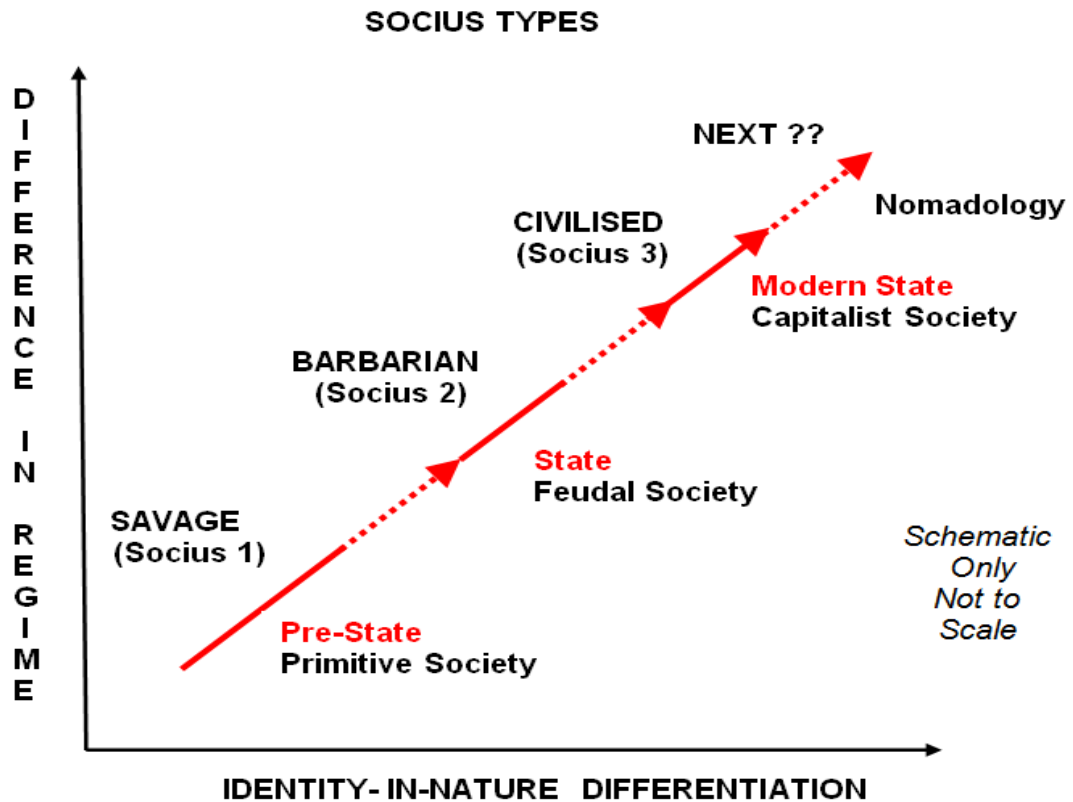 SOCIUS TYPES
DIFFERENCE IN REGIME
NEXT ??
Nomadology
CIVILISED
(Socius 3)
Modern State
Capitalist Society
BARBARIAN
(Socius 2)
State
Feudal Society
SAVAGE
(Socius 1)
Pre-State
Primitive Society
Schematic
Only
Not to
Scale
IDENTITY- IN-NATURE DIFFERENTIATION